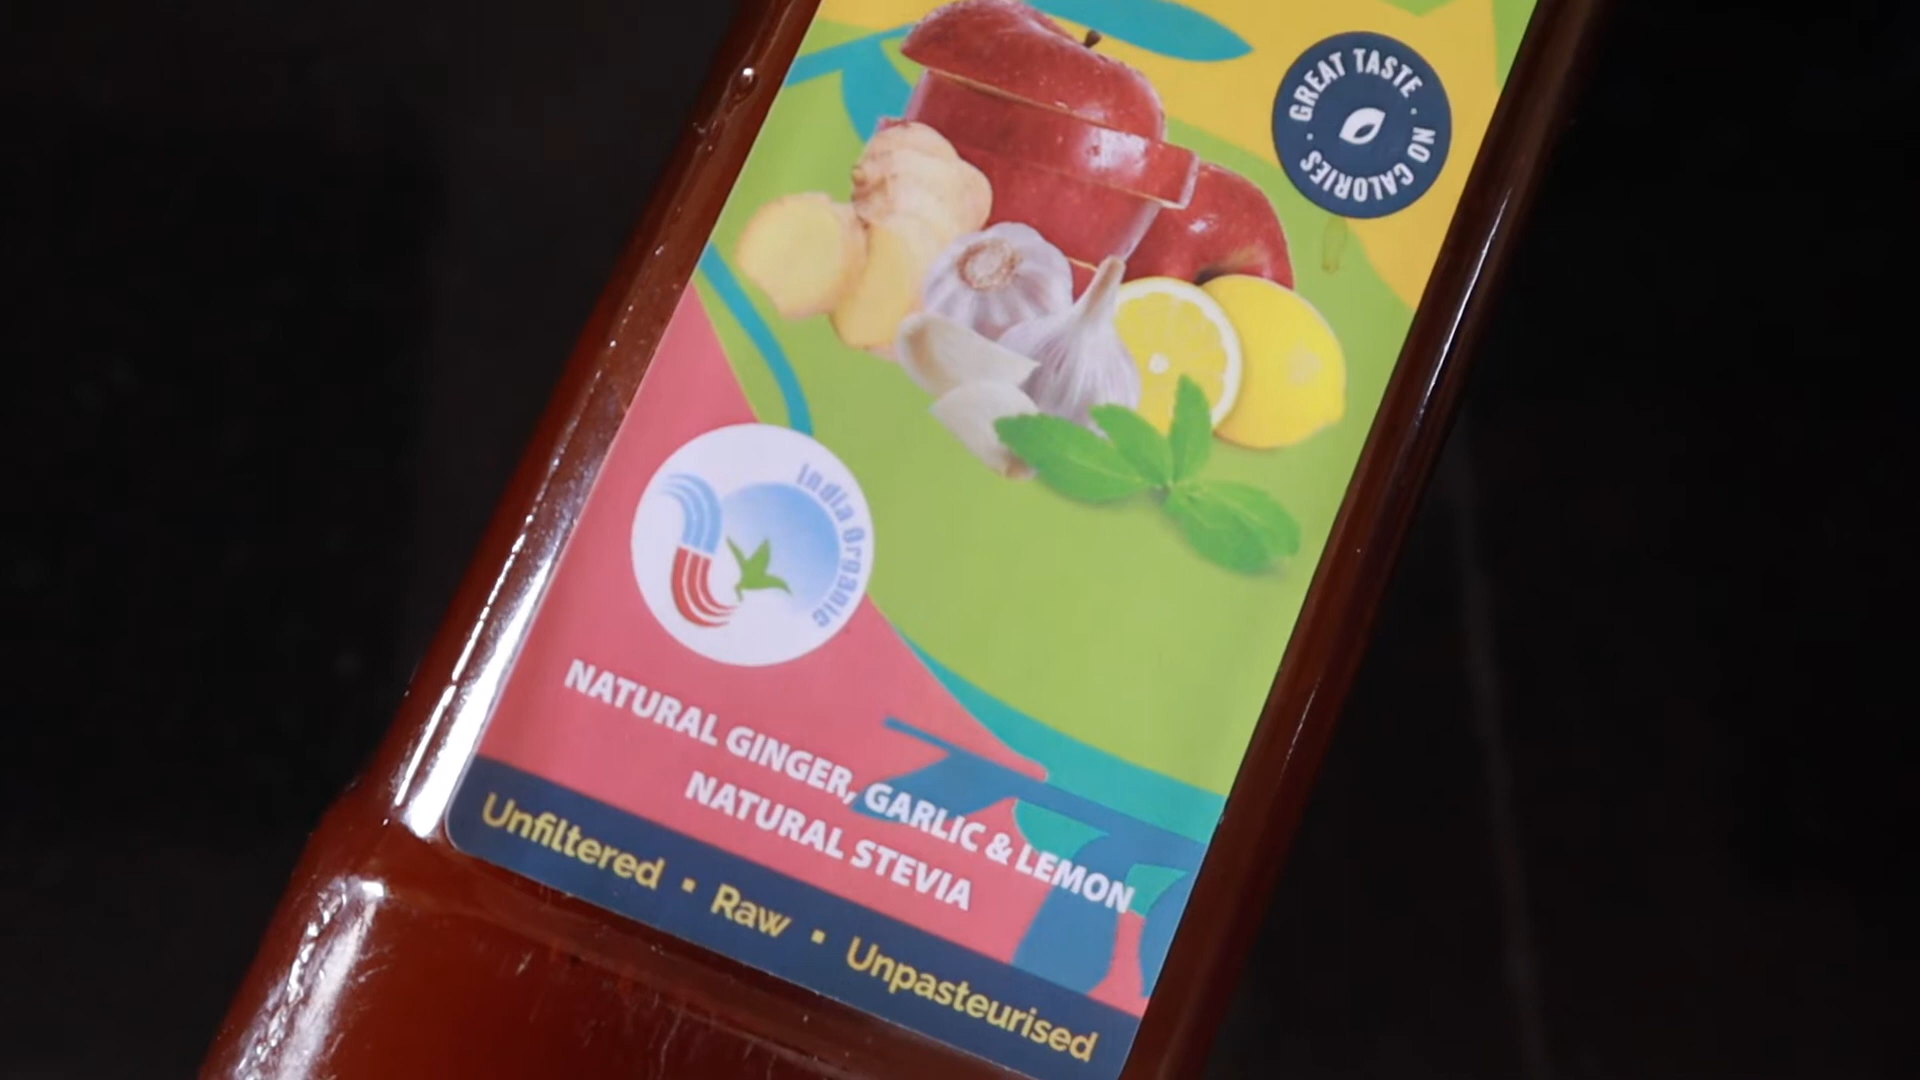 GREAT TASTE · NO CALORIES ·
India Organic
NATURAL GINGER, GARLIC & LEMON
NATURAL STEVIA
Unfiltered ▪ Raw ▪ Unpasteurised